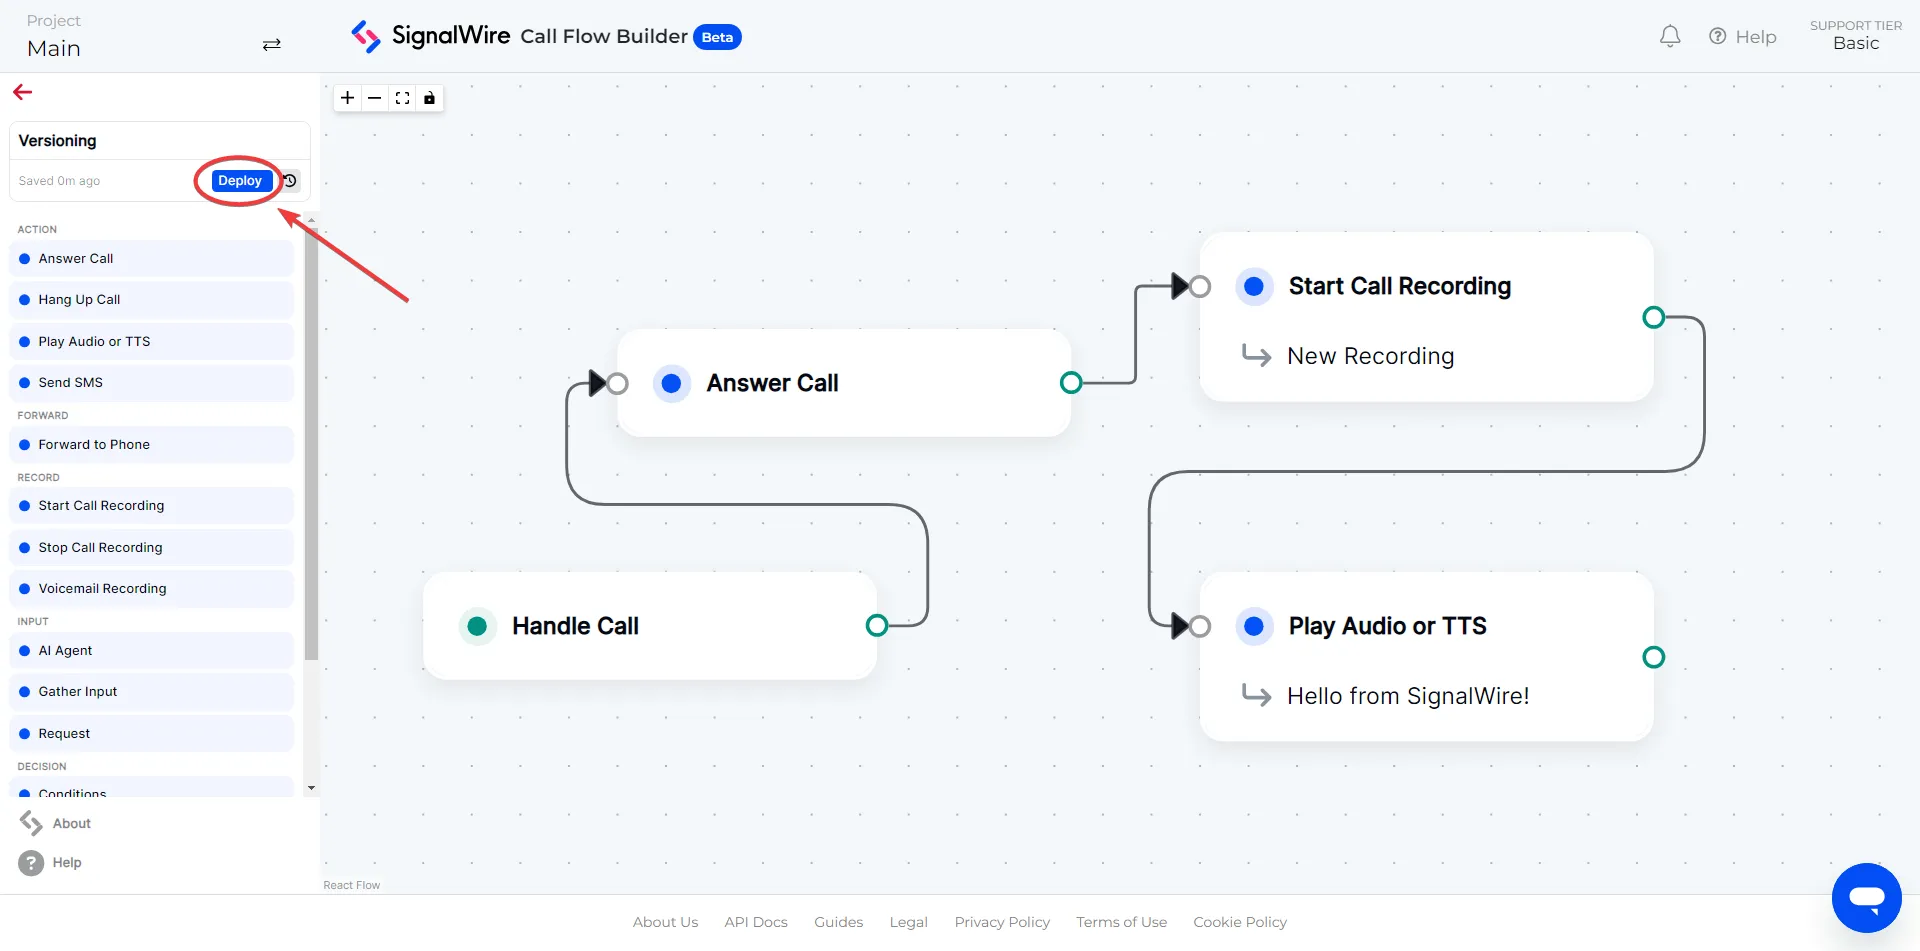 Project
Main
SignalWire Call Flow Builder Beta
Help
SUPPORT TIER
Basic
Versioning
Saved 0m ago
Deploy
ACTION
Answer Call
Hang Up Call
Play Audio or TTS
Send SMS
FORWARD
Forward to Phone
RECORD
Start Call Recording
Stop Call Recording
Voicemail Recording
INPUT
AI Agent
Gather Input
Request
DECISION
Conditions
About
Help
Start Call Recording
New Recording
Answer Call
Handle Call
Play Audio or TTS
Hello from SignalWire!
React Flow
About Us API Docs Guides Legal Privacy Policy Terms of Use Cookie Policy